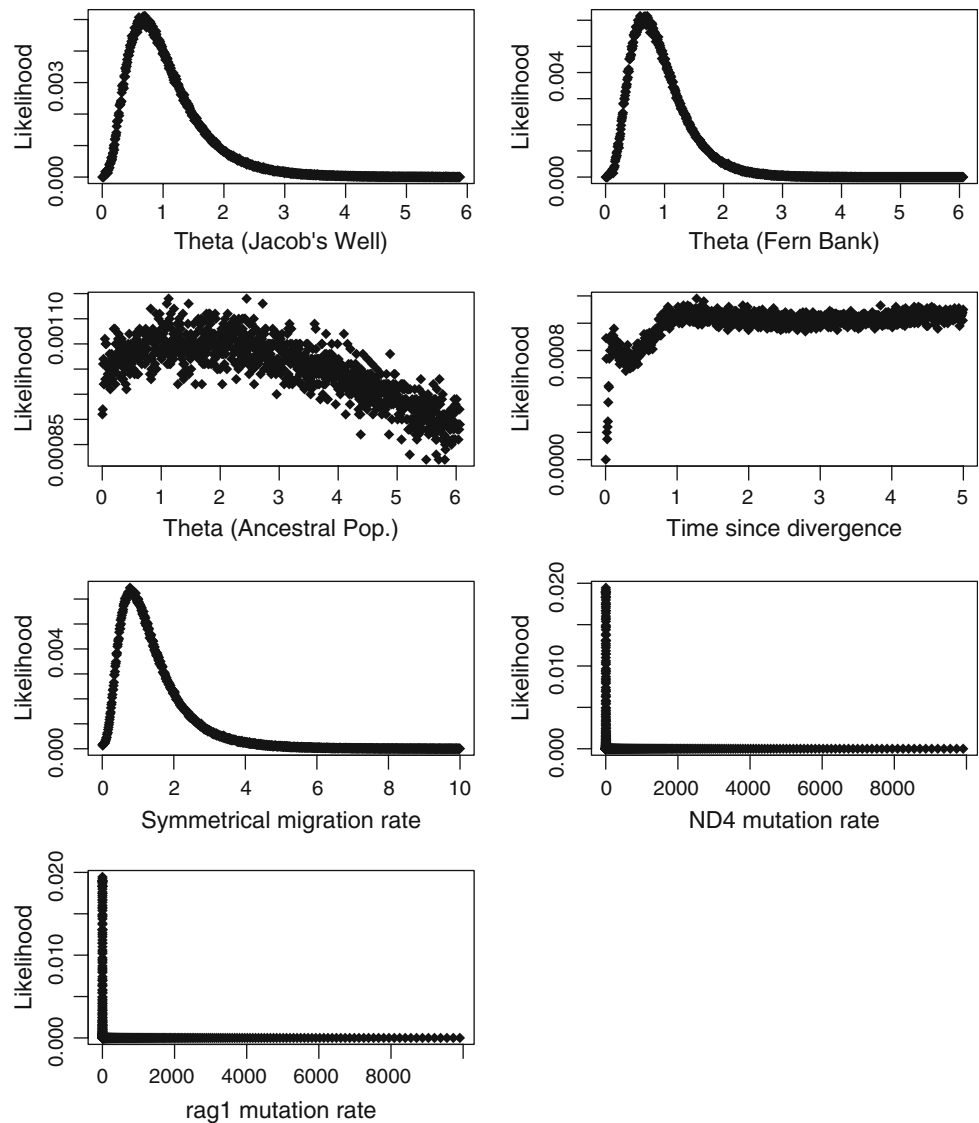 Likelihood
0.003
0.000
0 1 2 3 4 5 6
Theta (Jacob's Well)
Likelihood
0.004
0.000
0 1 2 3 4 5 6
Theta (Fern Bank)
Likelihood
0.00110
0.00085
0 1 2 3 4 5 6
Theta (Ancestral Pop.)
Likelihood
0.0008
0.0000
0 1 2 3 4 5
Time since divergence
Likelihood
0.004
0.000
0 2 4 6 8 10
Symmetrical migration rate
Likelihood
0.020
0.010
0.000
0 2000 4000 6000 8000
ND4 mutation rate
Likelihood
0.020
0.010
0.000
0 2000 4000 6000 8000
rag1 mutation rate